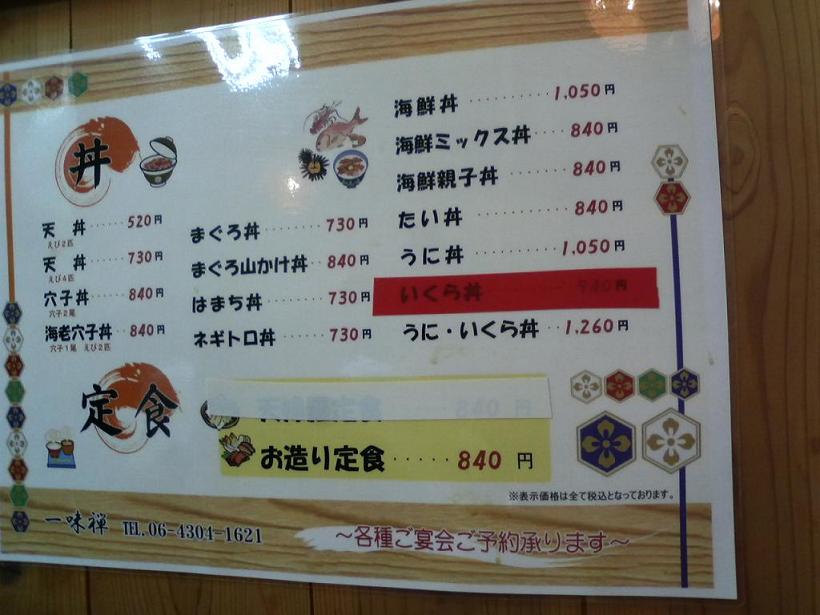 丼
天 丼 ······ 520円
えび2匹
天 丼 ······ 730円
えび4匹
穴子丼 ······ 840円
穴子2尾
海老穴子丼 ·· 840円
穴子1尾 えび2匹
まぐろ丼 ········· 730円
まぐろ山かけ丼 ·· 840円
はまち丼 ········· 730円
ネギトロ丼 ······· 730円
海鮮丼 ·········· 1,050円
海鮮ミックス丼 ···· 840円
海鮮親子丼 ······· 840円
たい丼 ··········· 840円
うに丼 ·········· 1,050円
いくら丼 940円
うに・いくら丼 ··· 1,260円
定食
840 円
お造り定食 ····· 840 円
※表示価格は全て税込となっております。
一味禅 TEL.06-4304-1621
～各種ご宴会ご予約承ります～